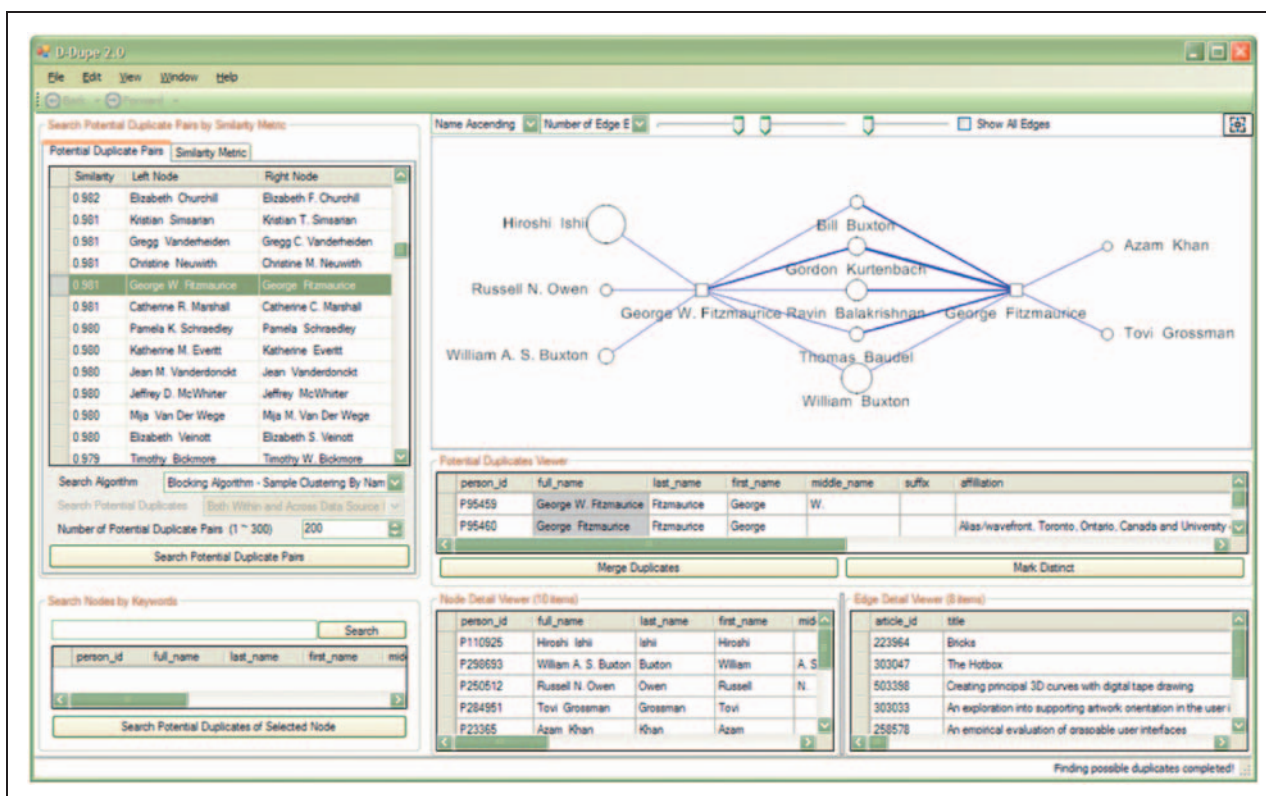 D-Dupe 2.0
File Edit View Window Help
Back Forward
Search Potential Duplicate Pairs by Similarity Metric
Potential Duplicate Pairs Similarity Metric
Similarity Left Node Right Node
0.982 Elizabeth Churchill Elizabeth F. Churchill
0.981 Kristian Simsarian Kristian T. Simsarian
0.981 Gregg Vanderheiden Gregg C. Vanderheiden
0.981 Christine Neuwirth Christine M. Neuwirth
0.981 George W. Fitzmaurice George Fitzmaurice
0.981 Catherine R. Marshall Catherine C. Marshall
0.980 Pamela K. Schraedley Pamela Schraedley
0.980 Katherine M. Everitt Katherine Everitt
0.980 Jean M. Vanderdonckt Jean Vanderdonckt
0.980 Jeffrey D. McWhirter Jeffrey McWhirter
0.980 Mija Van Der Wege Mija M. Van Der Wege
0.980 Elizabeth Veinott Elizabeth S. Veinott
0.979 Timothy Bickmore Timothy W. Bickmore
Search Algorithm Blocking Algorithm - Sample Clustering By Nam
Search Potential Duplicates Both Within and Across Data Source
Number of Potential Duplicate Pairs (1 ~ 300) 200
Search Potential Duplicate Pairs
Search Nodes by Keywords
Search
person_id full_name last_name first_name mid
Search Potential Duplicates of Selected Node
Name Ascending Number of Edge E Show All Edges
Hiroshi Ishii
Russell N. Owen
William A. S. Buxton
George W. Fitzmaurice
Bill Buxton
Gordon Kurtenbach
Ravin Balakrishnan
Thomas Baudel
William Buxton
George Fitzmaurice
Azam Khan
Tovi Grossman
Potential Duplicates Viewer
person_id full_name last_name first_name middle_name suffix affiliation
P95459 George W. Fitzmaurice Fitzmaurice George W.
P95460 George Fitzmaurice Fitzmaurice George Alias/wavefront, Toronto, Ontario, Canada and University
Merge Duplicates Mark Distinct
Node Detail Viewer (10 items)
person_id full_name last_name first_name mid
P110925 Hiroshi Ishii Ishii Hiroshi
P298693 William A. S. Buxton Buxton William A. S
P250512 Russell N. Owen Owen Russell N.
P284951 Tovi Grossman Grossman Tovi
P23365 Azam Khan Khan Azam
Edge Detail Viewer (8 items)
article_id title
223964 Bricks
303047 The Hotbox
503398 Creating principal 3D curves with digital tape drawing
303033 An exploration into supporting artwork orientation in the user i
258578 An empirical evaluation of graspable user interfaces
Finding possible duplicates completed!